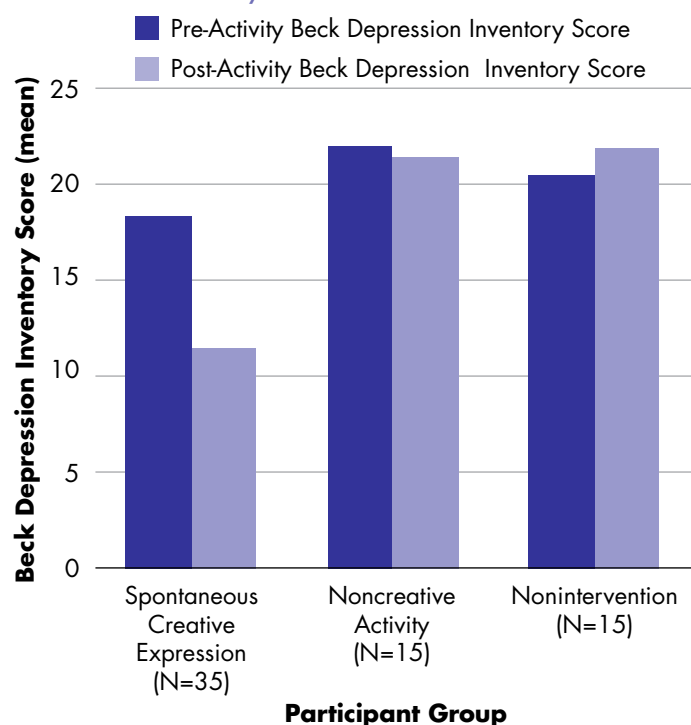 Pre-Activity Beck Depression Inventory Score
Post-Activity Beck Depression Inventory Score
Beck Depression Inventory Score (mean)
25
20
15
10
5
0
Spontaneous
Creative
Expression
(N=35)
Noncreative
Activity
(N=15)
Nonintervention
(N=15)
Participant Group